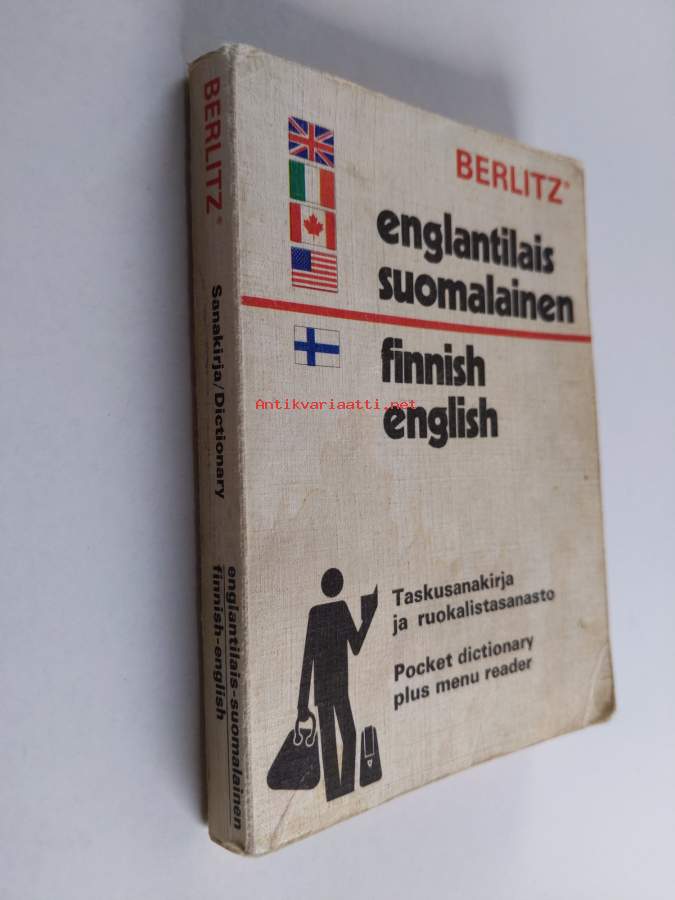 BERLITZ®
Sanakirja/Dictionary
englantilais-suomalainen
finnish-english
BERLITZ®
englantilais
suomalainen
finnish
english
Antikvariaatti.net
Taskusanakirja
ja ruokalistasanasto
Pocket dictionary
plus menu reader